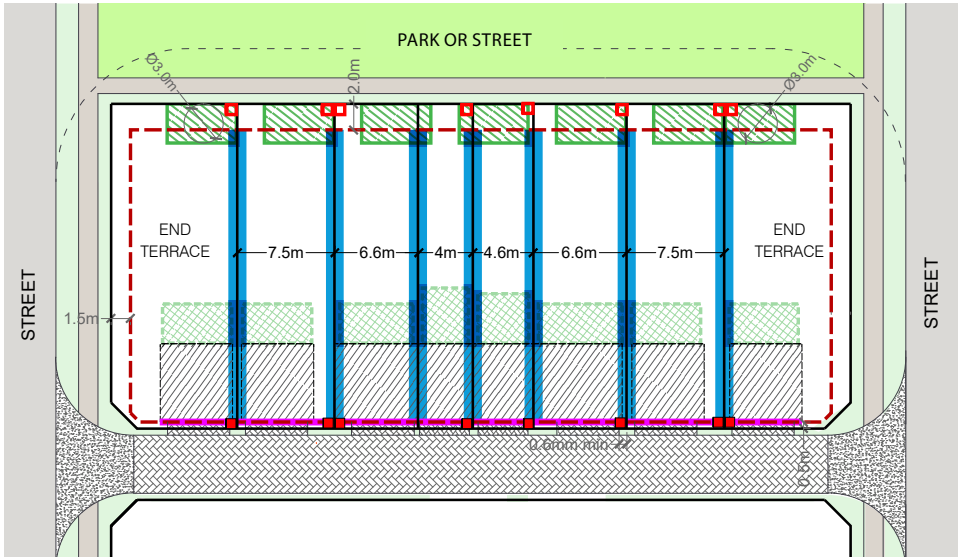 PARK OR STREET
Ø3.0m
2.0m
Ø3.0m
END
TERRACE
END
TERRACE
7.5m
6.6m
4m
4.6m
6.6m
7.5m
STREET
STREET
1.5m
0.6mm min
0.5m